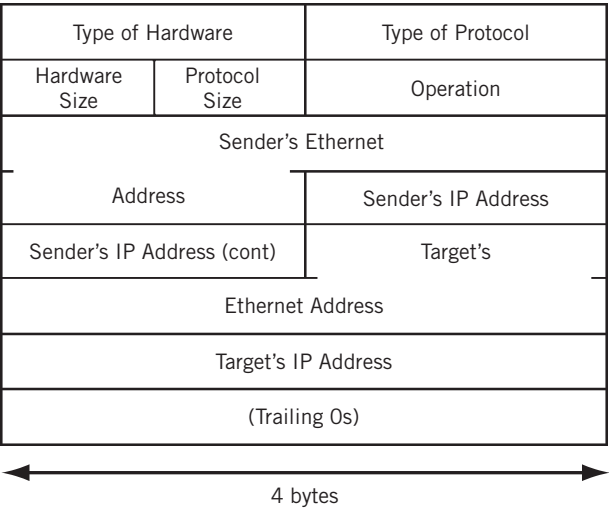 Type of Hardware
Type of Protocol
Hardware
Size
Protocol
Size
Operation
Sender's Ethernet
Address
Sender's IP Address
Sender's IP Address (cont)
Target's
Ethernet Address
Target's IP Address
(Trailing 0s)
4 bytes